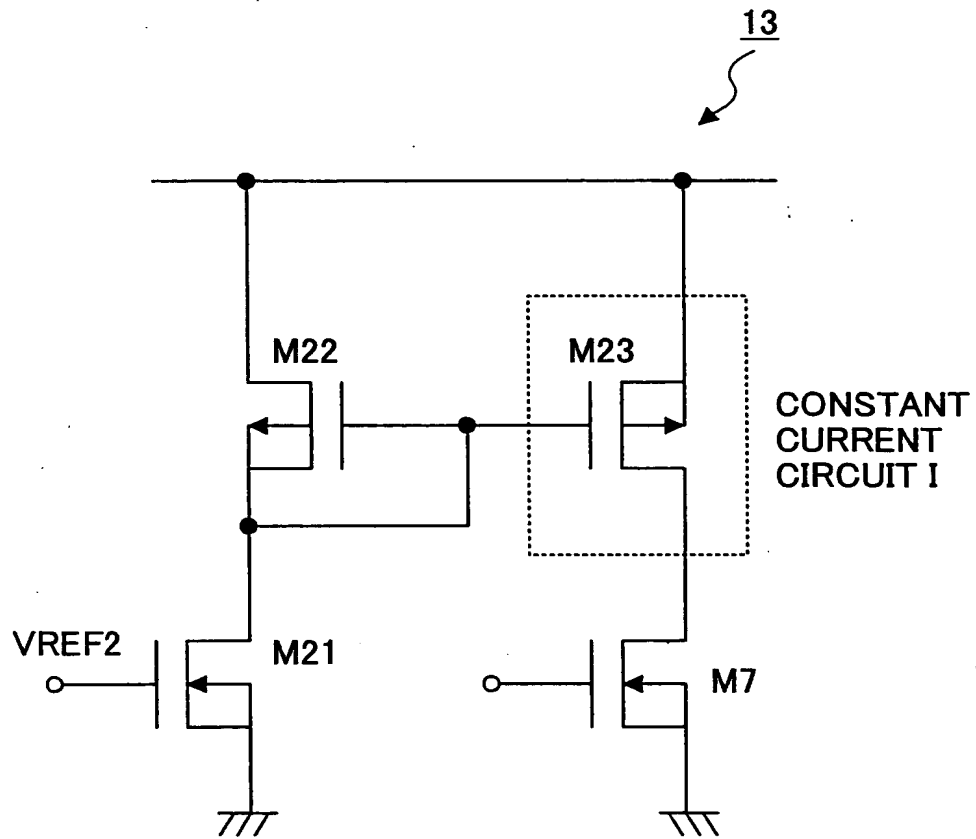 13
M22
M23
CONSTANT
CURRENT
CIRCUIT I
VREF2
M21
M7